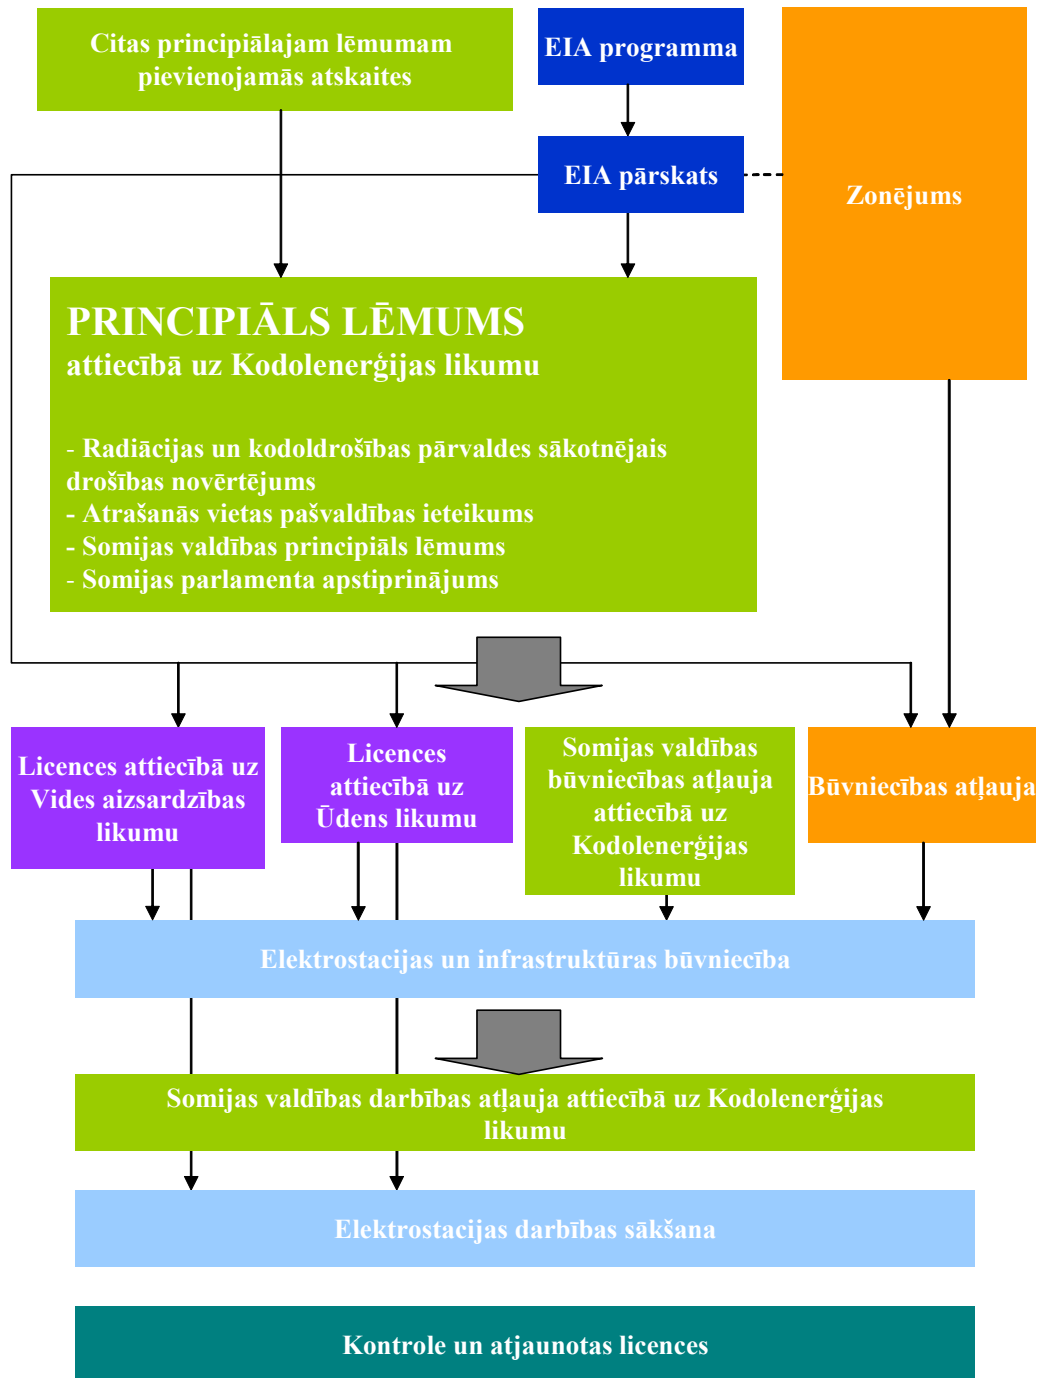 Citas principiālajam lēmumam
pievienojamās atskaites
EIA programma
EIA pārskats
Zonējums
PRINCIPIĀLS LĒMUMS
attiecībā uz Kodolenerģijas likumu
- Radiācijas un kodoldrošības pārvaldes sākotnējais
drošības novērtējums
- Atrašanās vietas pašvaldības ieteikums
- Somijas valdības principiāls lēmums
- Somijas parlamenta apstiprinājums
Licences attiecībā uz
Vides aizsardzības
likumu
Licences
attiecībā uz
Ūdens likumu
Somijas valdības
būvniecības atļauja
attiecībā uz
Kodolenerģijas
likumu
Būvniecības atļauja
Elektrostacijas un infrastruktūras būvniecība
Somijas valdības darbības atļauja attiecībā uz Kodolenerģijas
likumu
Elektrostacijas darbības sākšana
Kontrole un atjaunotas licences